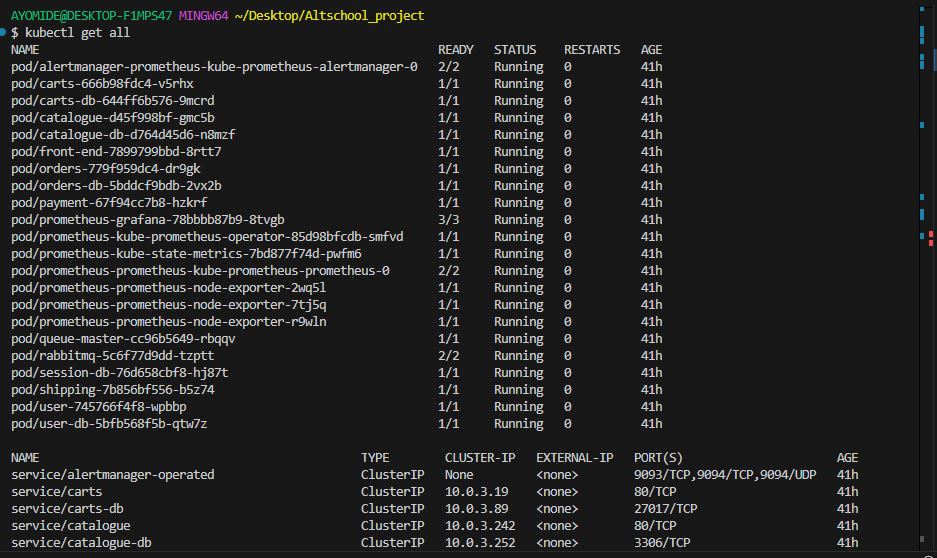 AYOMIDE@DESKTOP-F1MPS47 MINGW64 ~/Desktop/Altschool_project
$ kubectl get all
NAME READY STATUS RESTARTS AGE
pod/alertmanager-prometheus-kube-prometheus-alertmanager-0 2/2 Running 0 41h
pod/carts-666b98fdc4-v5rhx 1/1 Running 0 41h
pod/carts-db-644ff6b576-9mcrd 1/1 Running 0 41h
pod/catalogue-d45f998bf-gmc5b 1/1 Running 0 41h
pod/catalogue-db-d764d45d6-n8mzf 1/1 Running 0 41h
pod/front-end-7899799bbd-8rtt7 1/1 Running 0 41h
pod/orders-779f959dc4-dr9gk 1/1 Running 0 41h
pod/orders-db-5bddcf9bdb-2vx2b 1/1 Running 0 41h
pod/payment-67f94cc7b8-hzkrf 1/1 Running 0 41h
pod/prometheus-grafana-78bbbb87b9-8tvgb 3/3 Running 0 41h
pod/prometheus-kube-prometheus-operator-85d98bfcdb-smfvd 1/1 Running 0 41h
pod/prometheus-kube-state-metrics-7bd877f74d-pwfm6 1/1 Running 0 41h
pod/prometheus-prometheus-kube-prometheus-prometheus-0 2/2 Running 0 41h
pod/prometheus-prometheus-node-exporter-2wq5l 1/1 Running 0 41h
pod/prometheus-prometheus-node-exporter-7tj5q 1/1 Running 0 41h
pod/prometheus-prometheus-node-exporter-r9wln 1/1 Running 0 41h
pod/queue-master-cc96b5649-rbqqv 1/1 Running 0 41h
pod/rabbitmq-5c6f77d9dd-tzptt 2/2 Running 0 41h
pod/session-db-76d658cbf8-hj87t 1/1 Running 0 41h
pod/shipping-7b856bf556-b5z74 1/1 Running 0 41h
pod/user-745766f4f8-wpbbp 1/1 Running 0 41h
pod/user-db-5bfb568f5b-qtw7z 1/1 Running 0 41h
NAME TYPE CLUSTER-IP EXTERNAL-IP PORT(S) AGE
service/alertmanager-operated ClusterIP None <none> 9093/TCP,9094/TCP,9094/UDP 41h
service/carts ClusterIP 10.0.3.19 <none> 80/TCP 41h
service/carts-db ClusterIP 10.0.3.89 <none> 27017/TCP 41h
service/catalogue ClusterIP 10.0.3.242 <none> 80/TCP 41h
service/catalogue-db ClusterIP 10.0.3.252 <none> 3306/TCP 41h